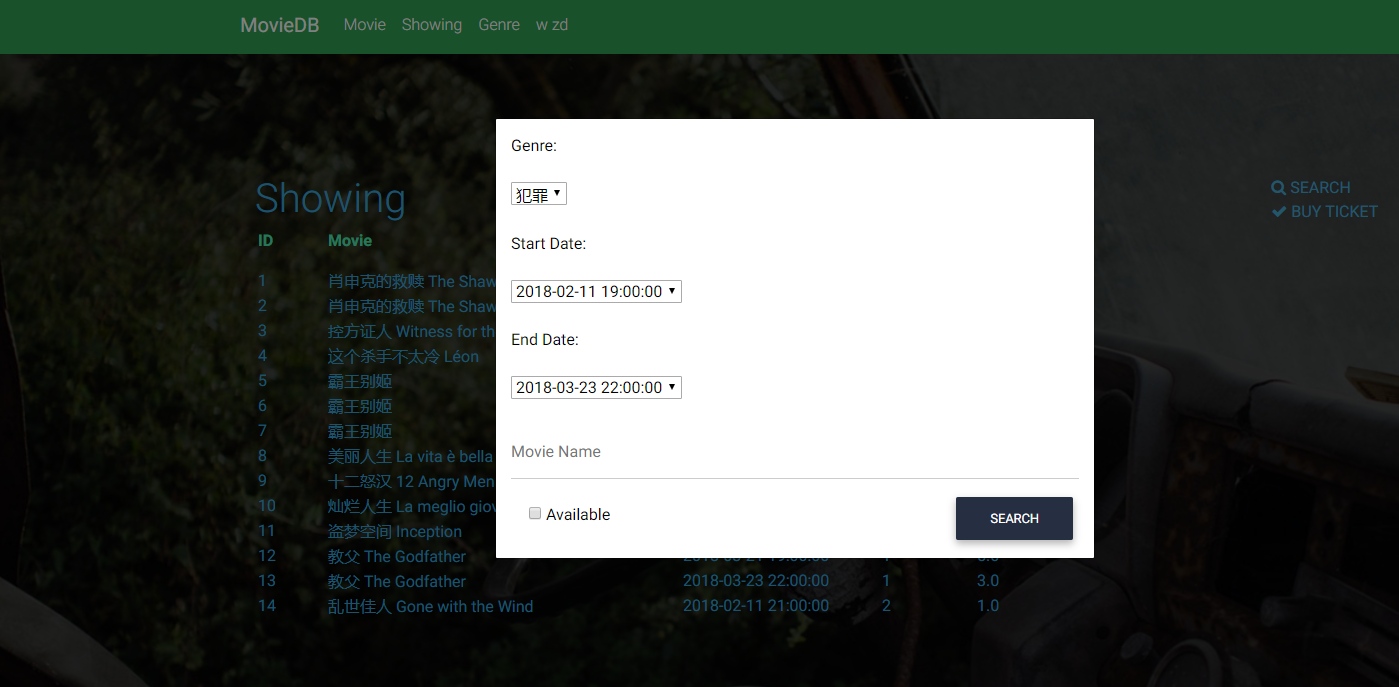 MovieDB Movie Showing Genre w zd
Genre:
犯罪
Showing
SEARCH
BUY TICKET
ID Movie
Start Date:
1 肖申克的救赎 The Shaw
2018-02-11 19:00:00
2 肖申克的救赎 The Shaw
3 控方证人 Witness for th
End Date:
4 这个杀手不太冷 Léon
5 霸王别姬
2018-03-23 22:00:00
6 霸王别姬
7 霸王别姬
8 美丽人生 La vita è bella
Movie Name
9 十二怒汉 12 Angry Men
10 灿烂人生 La meglio giov
Available
SEARCH
11 盗梦空间 Inception
12 教父 The Godfather
13 教父 The Godfather 2018-03-23 22:00:00 1 3.0
14 乱世佳人 Gone with the Wind 2018-02-11 21:00:00 2 1.0